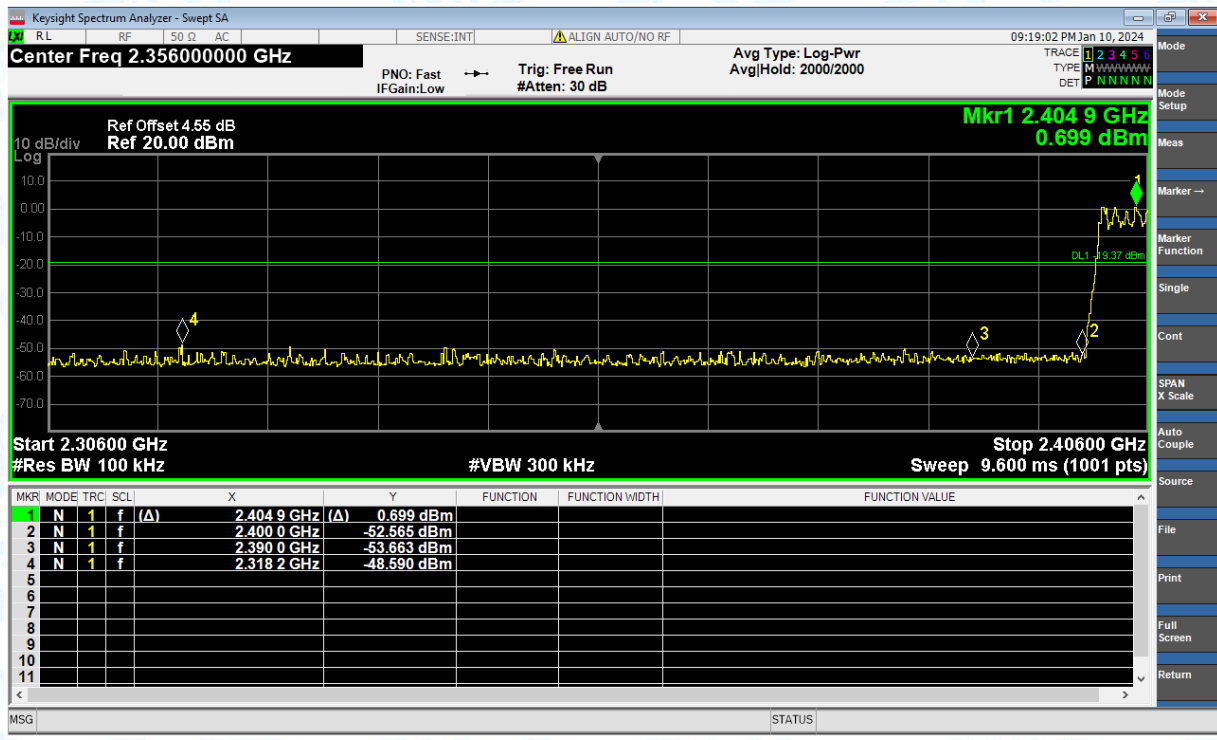 Keysight Spectrum Analyzer - Swept SA
LXI RL RF 50 Ω AC SENSE:INT ALIGN AUTO/NO RF 09:19:02 PM Jan 10, 2024
Center Freq 2.356000000 GHz
PNO: Fast
IFGain:Low
Trig: Free Run
#Atten: 30 dB
Avg Type: Log-Pwr
Avg|Hold: 2000/2000
TRACE 1 2 3 4 5 6
TYPE M WWWWW
DET P N N N N N
Mkr1 2.404 9 GHz
0.699 dBm
Ref Offset 4.55 dB
10 dB/div Ref 20.00 dBm
Log
10.0
0.00
-10.0
-20.0
-30.0
-40.0
-50.0
-60.0
-70.0
1
DL1 -19.37 dBm
4
3
2
Start 2.30600 GHz Stop 2.40600 GHz
#Res BW 100 kHz #VBW 300 kHz Sweep 9.600 ms (1001 pts)
MKR MODE TRC SCL X Y FUNCTION FUNCTION WIDTH FUNCTION VALUE
1 N 1 f (Δ) 2.404 9 GHz (Δ) 0.699 dBm
2 N 1 f 2.400 0 GHz -52.565 dBm
3 N 1 f 2.390 0 GHz -53.663 dBm
4 N 1 f 2.318 2 GHz -48.590 dBm
5
6
7
8
9
10
11
MSG STATUS
Mode
Mode
Setup
Meas
Marker →
Marker
Function
Single
Cont
SPAN
X Scale
Auto
Couple
Source
File
Print
Full
Screen
Return